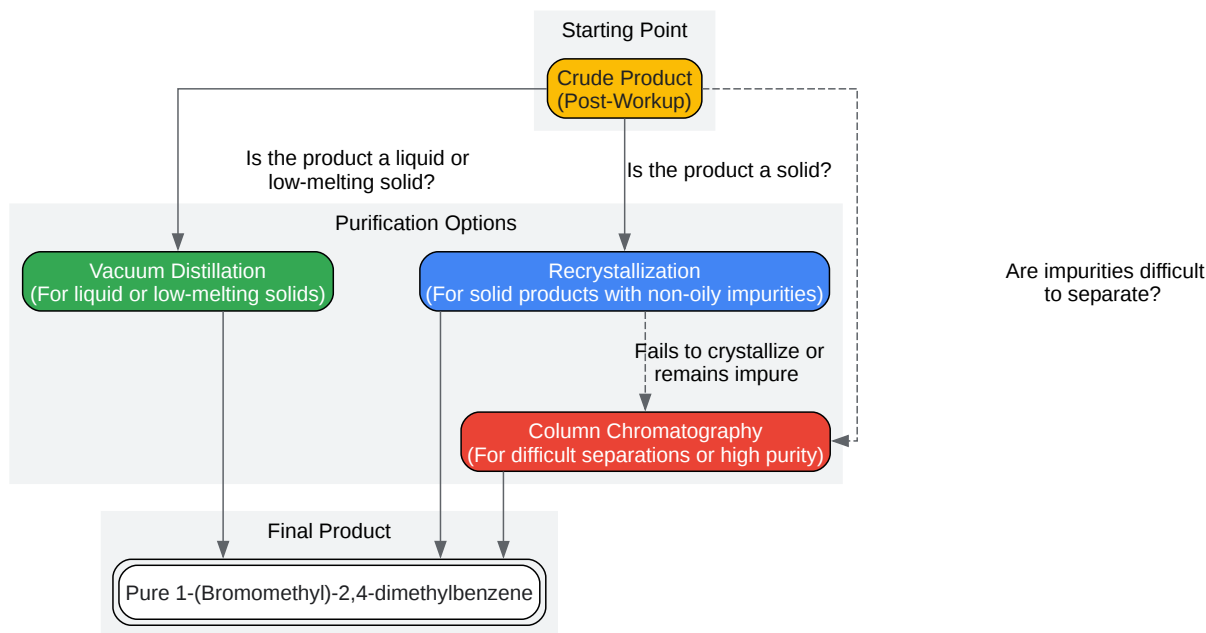 Starting Point
Crude Product
(Post-Workup)
Is the product a liquid or
low-melting solid?
Is the product a solid?
Purification Options
Vacuum Distillation
(For liquid or low-melting solids)
Recrystallization
(For solid products with non-oily impurities)
Are impurities difficult
to separate?
Fails to crystallize or
remains impure
Column Chromatography
(For difficult separations or high purity)
Final Product
Pure 1-(Bromomethyl)-2,4-dimethylbenzene